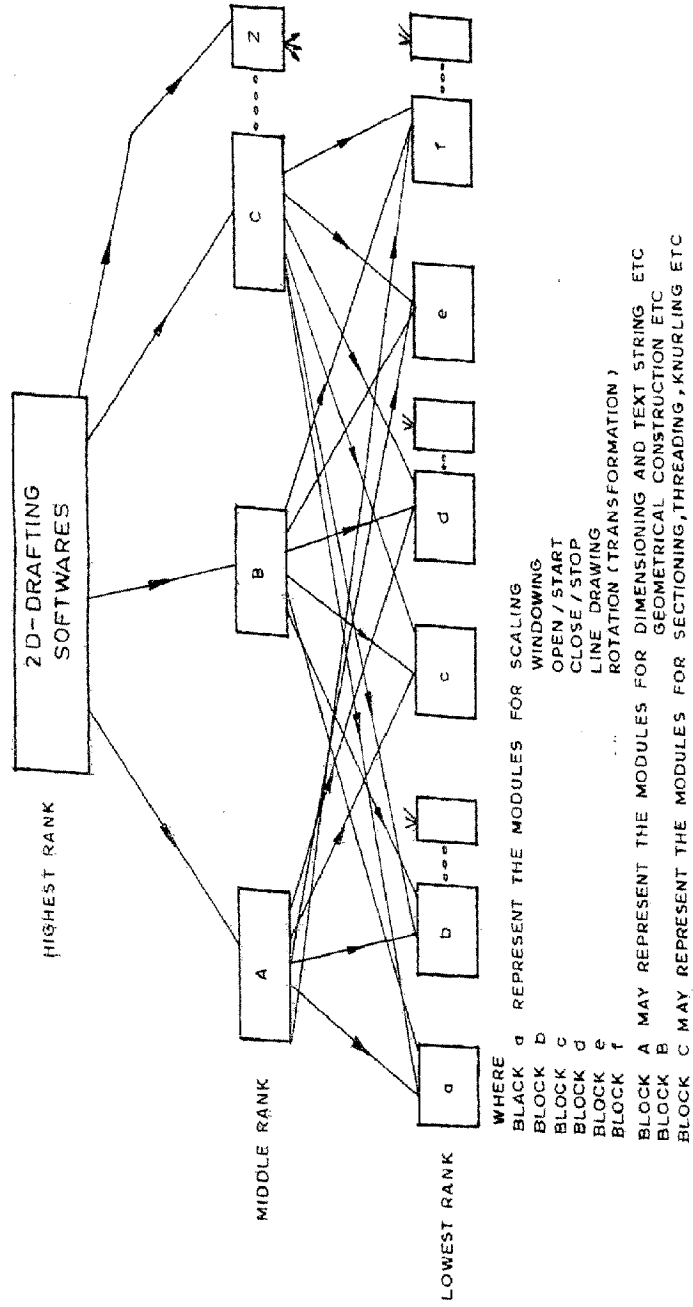 HIGHEST RANK
2D-DRAFTING
SOFTWARES
MIDDLE RANK
A
B
C
Z
LOWEST RANK
a
b
c
d
e
f
WHERE
BLACK a REPRESENT THE MODULES FOR SCALING
BLOCK b WINDOWING
BLOCK c OPEN / START
BLOCK d CLOSE / STOP
BLOCK e LINE DRAWING
BLOCK f ROTATION (TRANSFORMATION)
BLOCK A MAY REPRESENT THE MODULES FOR DIMENSIONING AND TEXT STRING ETC
BLOCK B GEOMETRICAL CONSTRUCTION ETC
BLOCK C MAY REPRESENT THE MODULES FOR SECTIONING, THREADING, KNURLING ETC